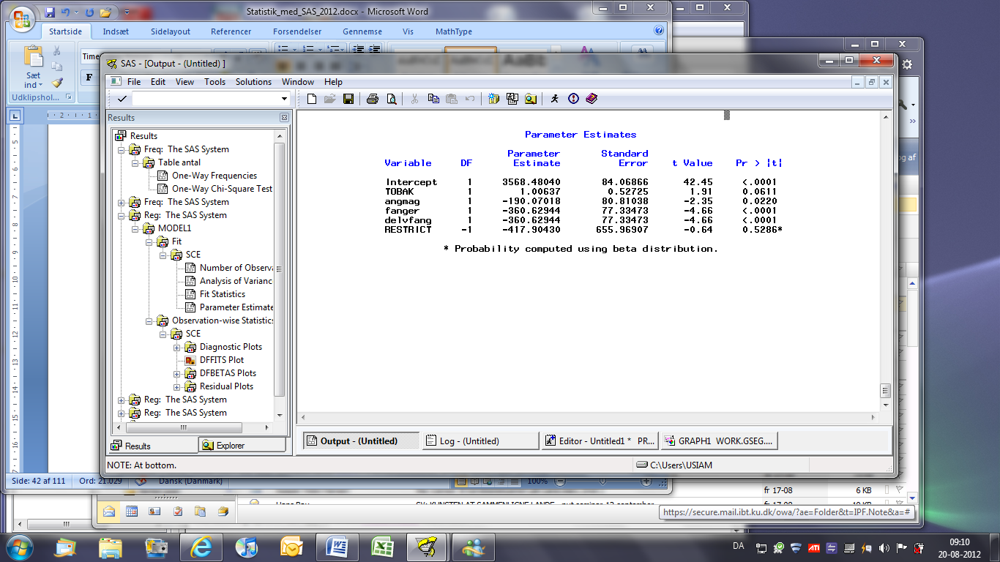 Statistik_med_SAS_2012.docx - Microsoft Word
Startside Indsæt Sidelayout Referencer Forsendelser Gennemse Vis MathType
Sæt
ind
F
Udklipshol...
SAS - [Output - (Untitled) ]
File Edit View Tools Solutions Window Help
Results
Results
Freq: The SAS System
Table antal
One-Way Frequencies
One-Way Chi-Square Test
Freq: The SAS System
Reg: The SAS System
MODEL1
Fit
SCE
Number of Observa
Analysis of Varianc
Fit Statistics
Parameter Estimate
Observation-wise Statistics
SCE
Diagnostic Plots
DFFITS Plot
DFBETAS Plots
Residual Plots
Reg: The SAS System
Reg: The SAS System
Results Explorer
Parameter Estimates
Parameter Standard
Variable DF Estimate Error t Value Pr > |t|
Intercept 1 3568.48040 84.06866 42.45 <.0001
TOBAK 1 1.00637 0.52725 1.91 0.0611
angmag 1 -190.07018 80.81038 -2.35 0.0220
fanger 1 -360.62944 77.33473 -4.66 <.0001
delvfang 1 -360.62944 77.33473 -4.66 <.0001
RESTRICT -1 -417.90430 655.96907 -0.64 0.5286*
* Probability computed using beta distribution.
Output - (Untitled) Log - (Untitled) Editor - Untitled1 * PR... GRAPH1 WORK.GSEG....
NOTE: At bottom. C:\Users\USIAM
Side: 42 af 111 Ord: 21.029 Dansk (Danmark) 100%
fr 17-08 6 KB
https://secure.mail.ibt.ku.dk/owa/?ae=Folder&t=IPF.Note&a=#
DA
09:10
20-08-2012